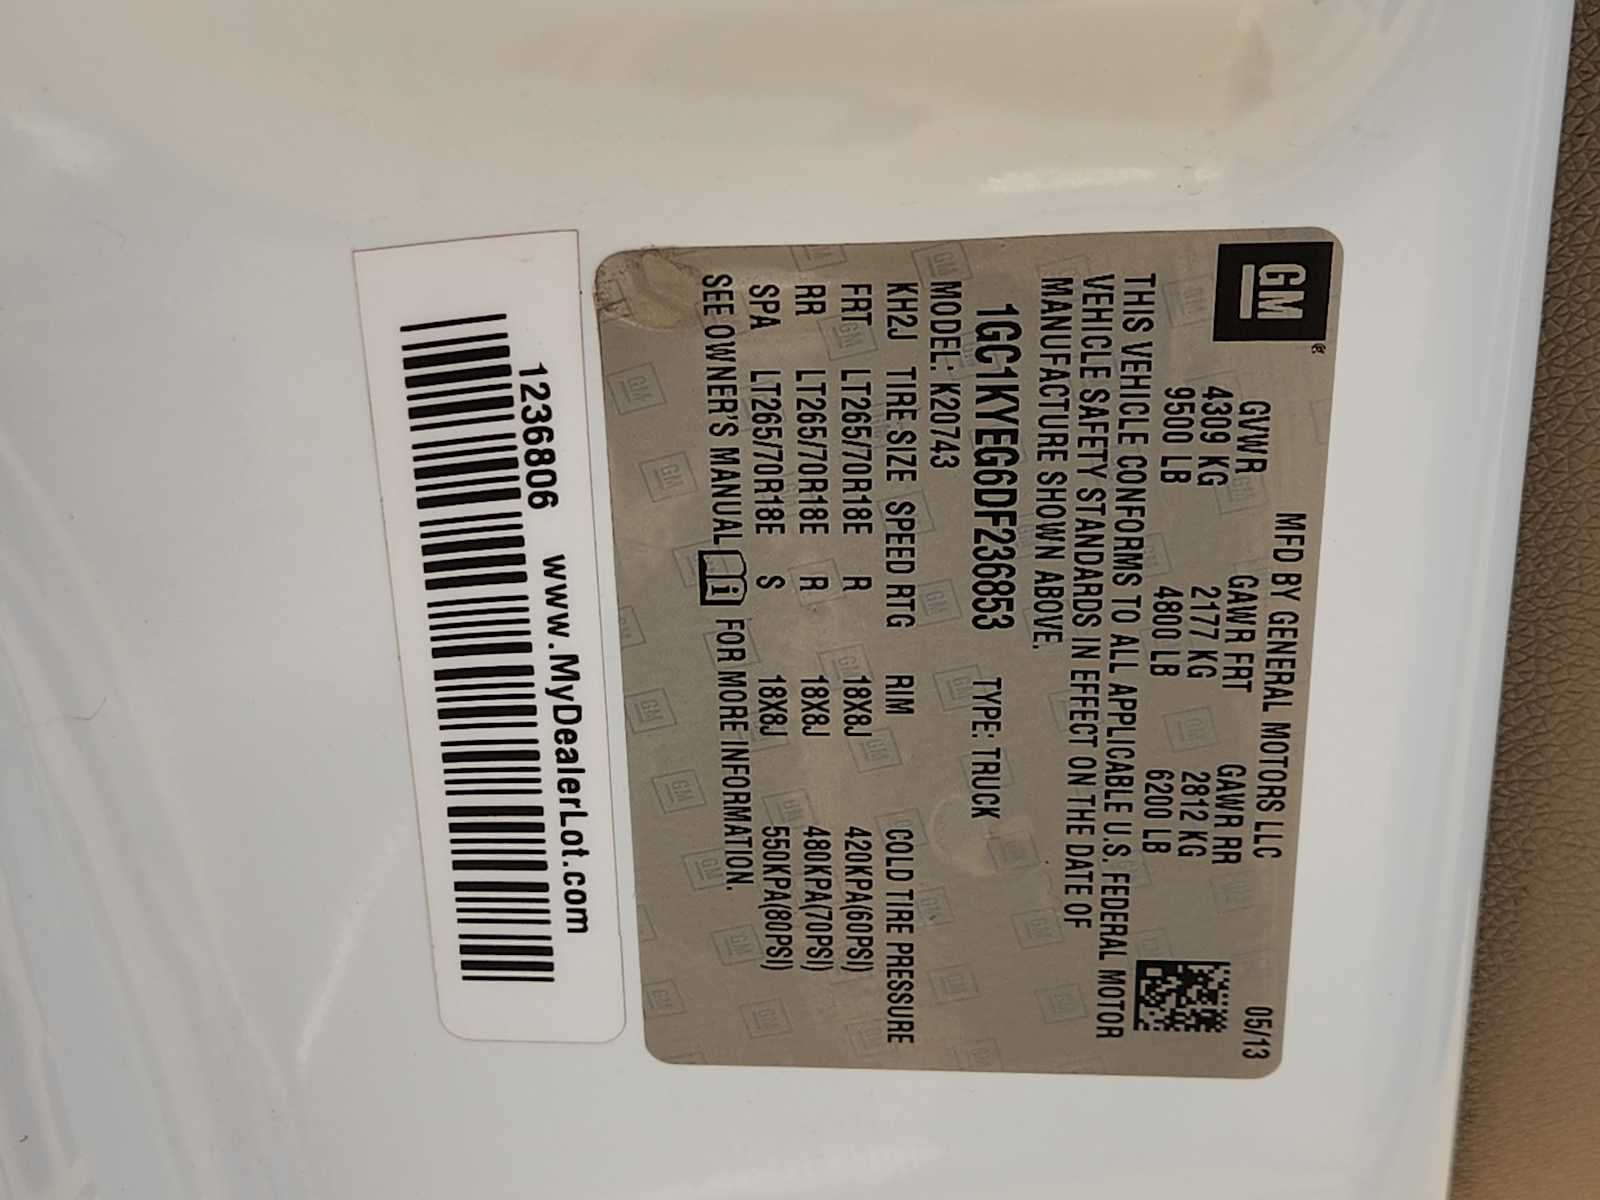 GM®
MFD BY GENERAL MOTORS LLC 05/13
GVWR GAWR FRT GAWR RR
4309 KG 2177 KG 2812 KG
9500 LB 4800 LB 6200 LB
THIS VEHICLE CONFORMS TO ALL APPLICABLE U.S. FEDERAL MOTOR
VEHICLE SAFETY STANDARDS IN EFFECT ON THE DATE OF
MANUFACTURE SHOWN ABOVE.
1GC1KYEG6DF236853 TYPE: TRUCK
MODEL: K20743
KH2J TIRE SIZE SPEED RTG RIM COLD TIRE PRESSURE
FRT LT265/70R18E R 18X8J 420KPA(60PSI)
RR LT265/70R18E R 18X8J 480KPA(70PSI)
SPA LT265/70R18E S 18X8J 550KPA(80PSI)
SEE OWNER'S MANUAL i FOR MORE INFORMATION.
1236806 www.MyDealerLot.com